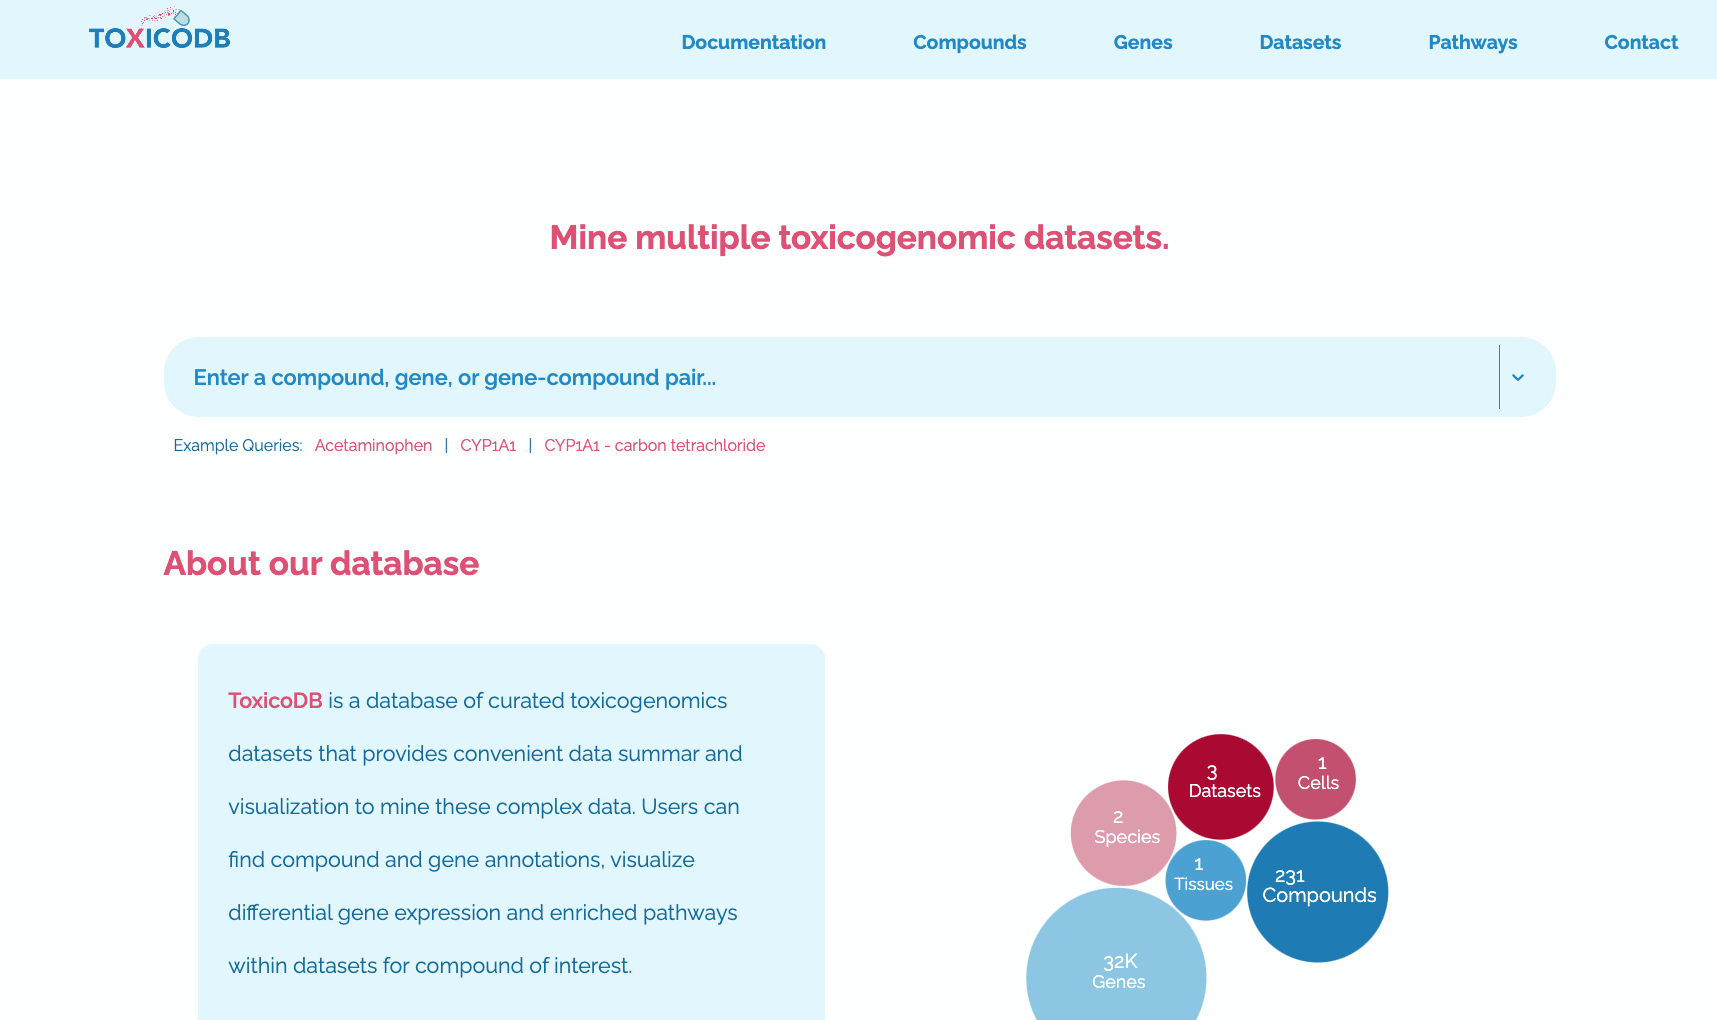 TOXICODB
Documentation
Compounds
Genes
Datasets
Pathways
Contact
Mine multiple toxicogenomic datasets.
Enter a compound, gene, or gene-compound pair...
Example Queries: Acetaminophen | CYP1A1 | CYP1A1 - carbon tetrachloride
About our database
ToxicoDB is a database of curated toxicogenomics
datasets that provides convenient data summar and
visualization to mine these complex data. Users can
find compound and gene annotations, visualize
differential gene expression and enriched pathways
within datasets for compound of interest.
3
Datasets
1
Cells
2
Species
1
Tissues
231
Compounds
32K
Genes